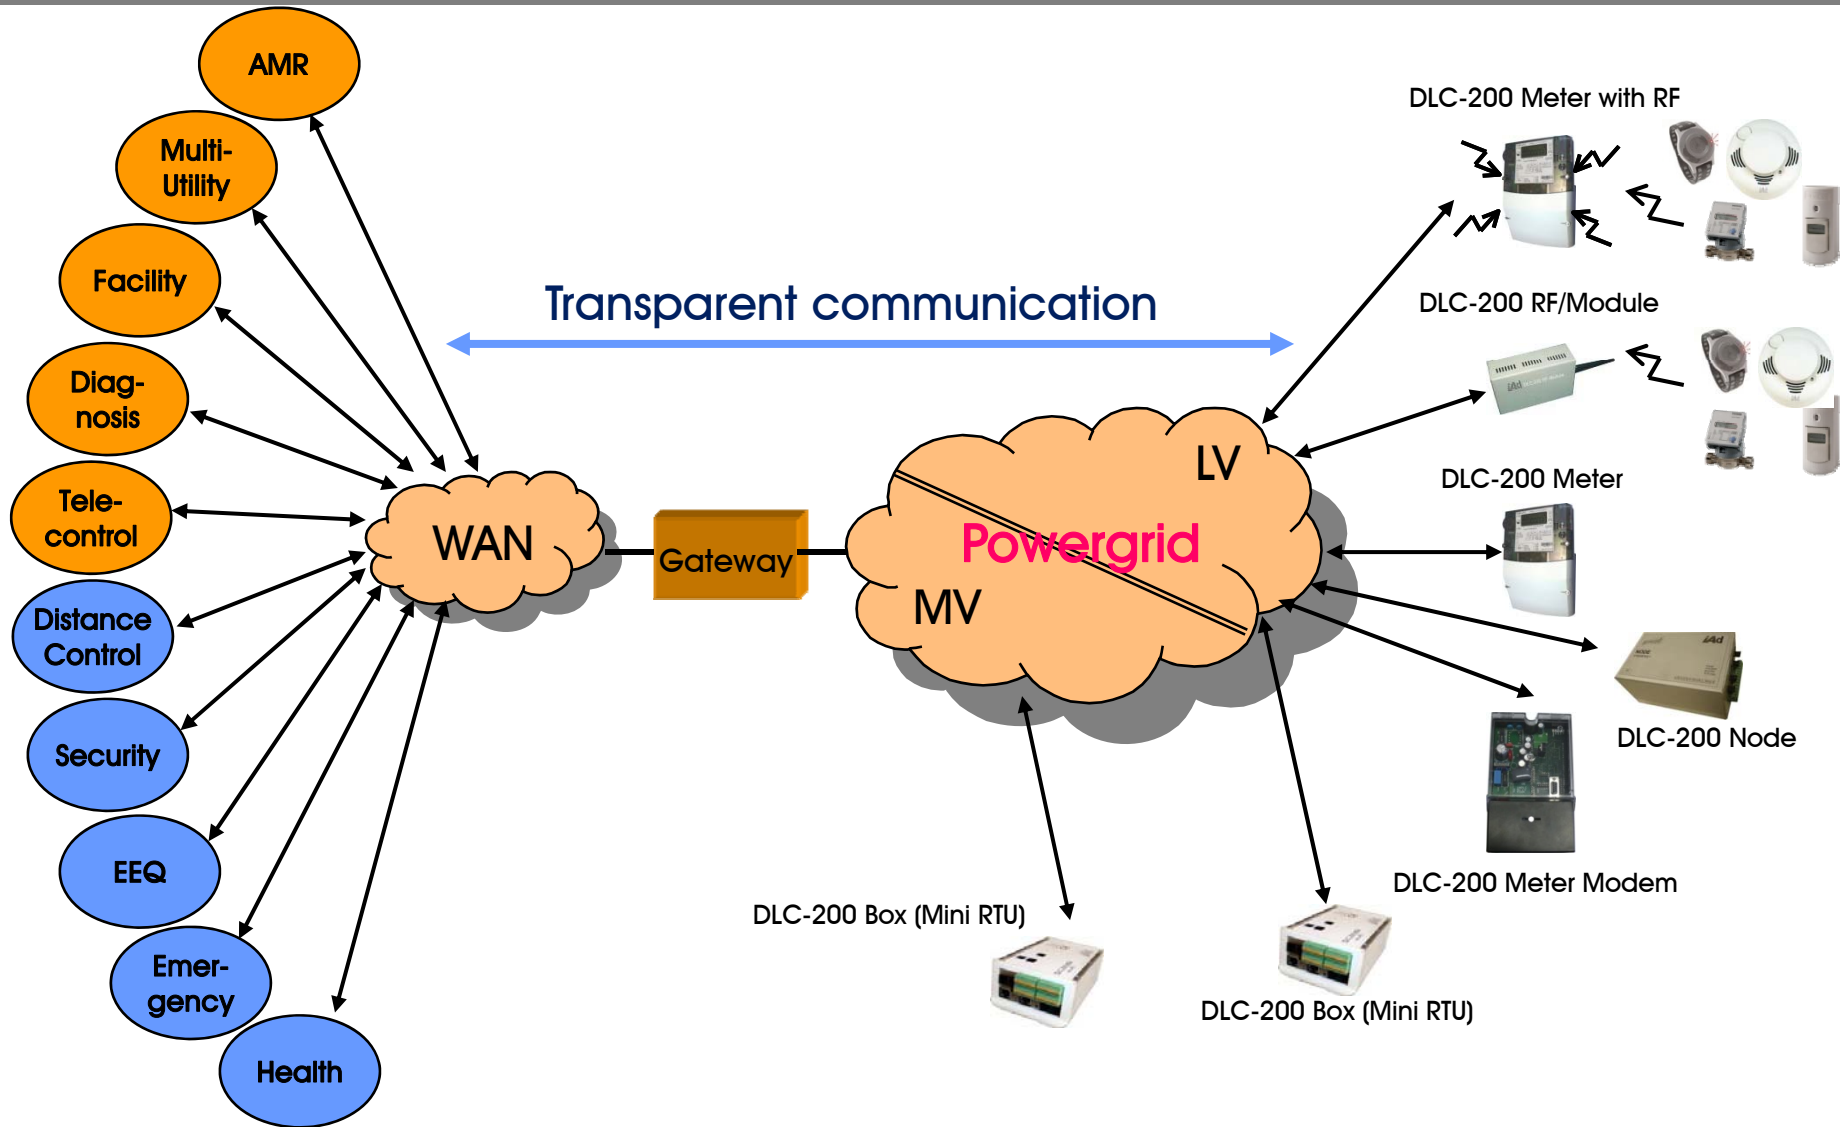 AMR
Multi-
Utility
Facility
Diag-
nosis
Tele-
control
Distance
Control
Security
EEQ
Emer-
gency
Health
Transparent communication
WAN
Gateway
LV
Powergrid
MV
DLC-200 Meter with RF
DLC-200 RF/Module
DLC-200 Meter
iAd
NODE
DLC-200 Node
DLC-200 Meter Modem
DLC-200 Box (Mini RTU)
DLC-200 Box (Mini RTU)